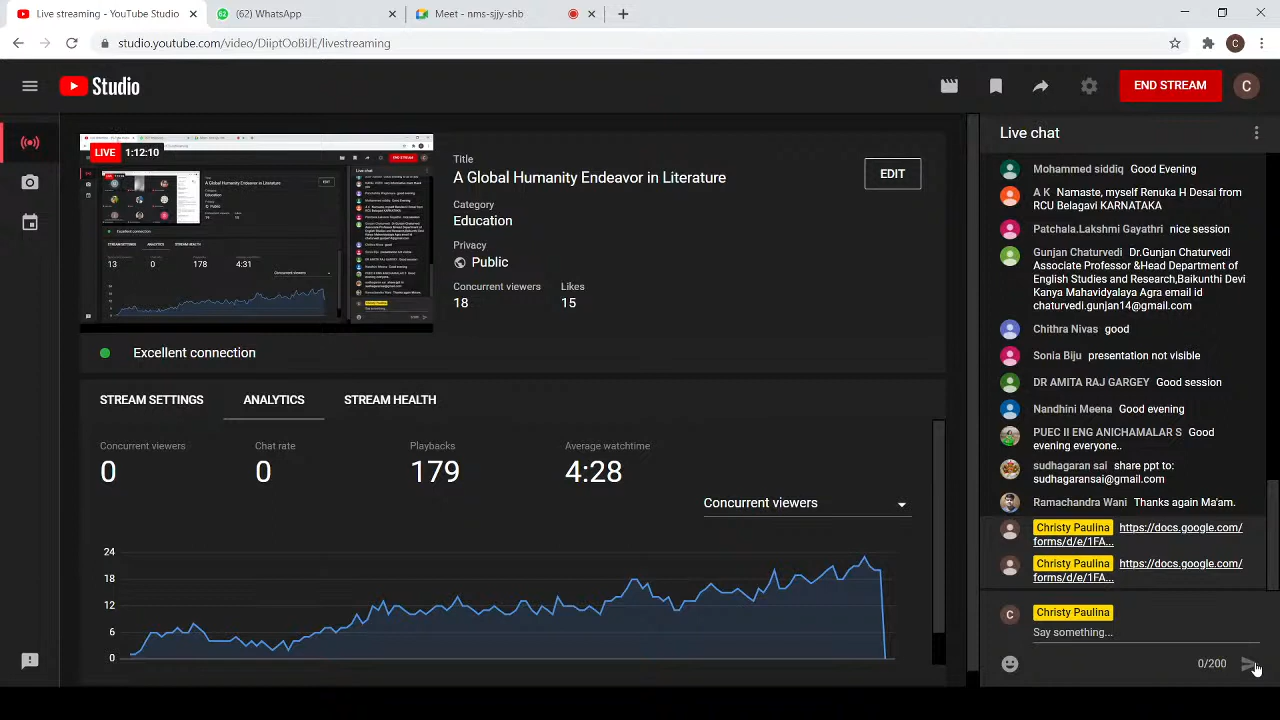 Live streaming - YouTube Studio
(62) WhatsApp
Meet - nms-sjjy-shb
studio.youtube.com/video/DiiptOoBiJE/livestreaming
C
Studio
END STREAM
C
LIVE 1:12:10
Title
A Global Humanity Endeavor in Literature
EDIT
Category
Education
Privacy
Public
Concurrent viewers
18
Likes
15
Excellent connection
STREAM SETTINGS
ANALYTICS
STREAM HEALTH
Concurrent viewers
0
Chat rate
0
Playbacks
179
Average watchtime
4:28
Concurrent viewers
24
18
12
6
0
Live chat
Good Evening
A K Narnase, myself Renuka H Desai from
RCU Belagavi KARNATAKA
nice session
Gunjan Chaturvedi Dr.Gunjan Chaturvedi
Associate Professor &Head Department of
English Studies and Research,Baikunthi Devi
Kanya Mahavidyalaya Agra email id
chaturvedi.gunjan14@gmail.com
Chithra Nivas good
Sonia Biju presentation not visible
DR AMITA RAJ GARGEY Good session
Nandhini Meena Good evening
PUEC II ENG ANICHAMALAR S Good
evening everyone..
sudhagaran sai share ppt to:
sudhagaransai@gmail.com
Ramachandra Wani Thanks again Ma'am.
Christy Paulina https://docs.google.com/
forms/d/e/1FA...
Christy Paulina https://docs.google.com/
forms/d/e/1FA...
C
Christy Paulina
Say something...
0/200